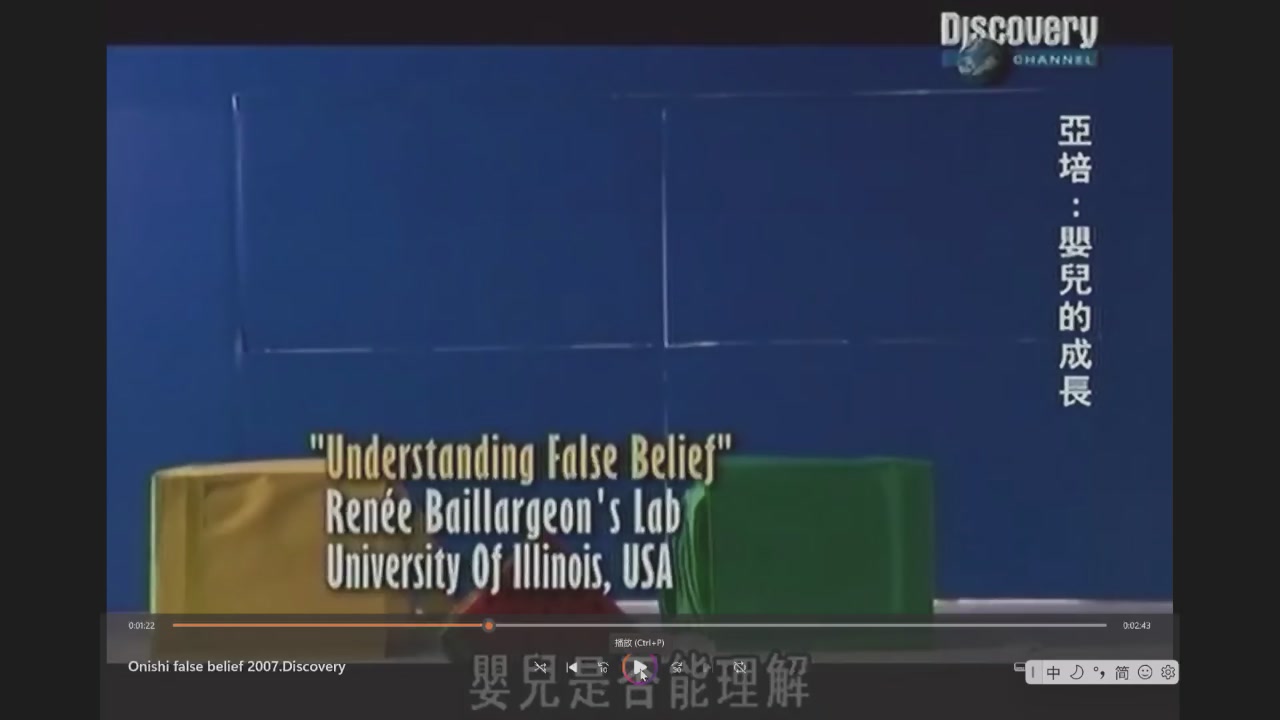 Discovery
CHANNEL
亞培：嬰兒的成長
"Understanding False Belief"
Renée Baillargeon's Lab
University Of Illinois, USA
0:01:22
0:02:43
播放 (Ctrl+P)
Onishi false belief 2007.Discovery
10
30
中 简
嬰兒是否能理解